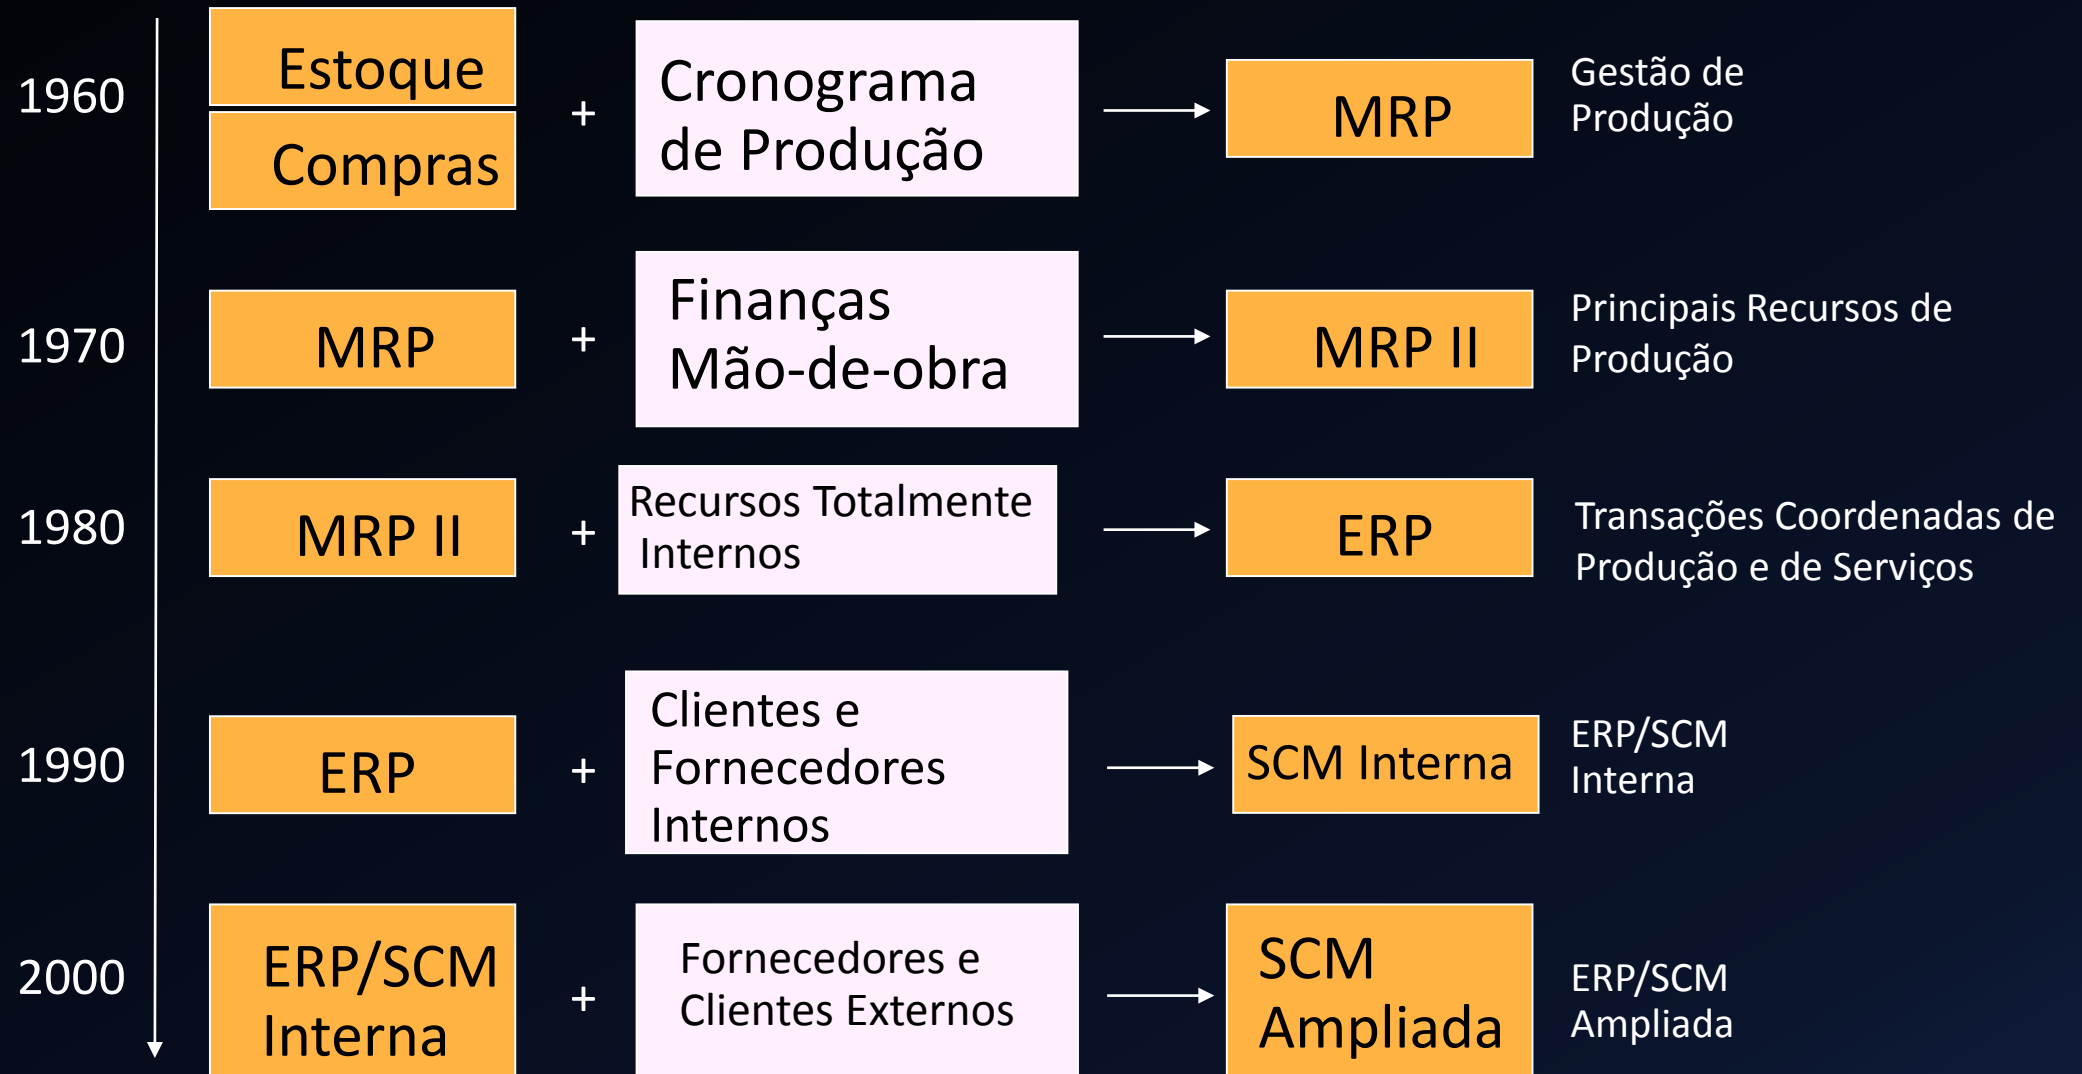 1960
Estoque
Compras
+
Cronograma
de Produção
MRP
Gestão de
Produção
1970
MRP
+
Finanças
Mão-de-obra
MRP II
Principais Recursos de
Produção
1980
MRP II
+
Recursos Totalmente
Internos
ERP
Transações Coordenadas de
Produção e de Serviços
1990
ERP
+
Clientes e
Fornecedores
Internos
SCM Interna
ERP/SCM
Interna
2000
ERP/SCM
Interna
+
Fornecedores e
Clientes Externos
SCM
Ampliada
ERP/SCM
Ampliada